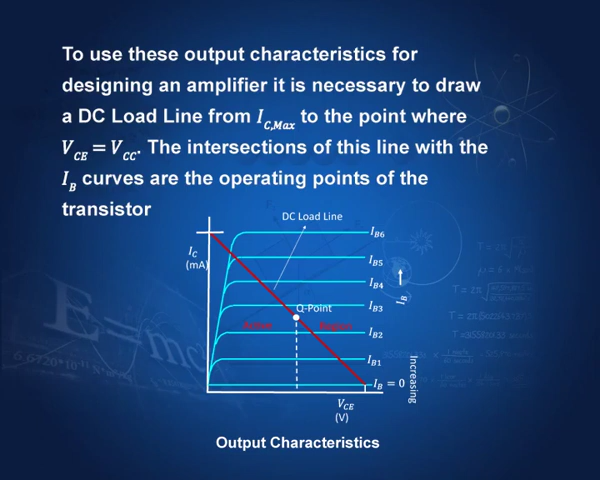 To use these output characteristics for
designing an amplifier it is necessary to draw
a DC Load Line from I_C,Max to the point where
V_CE = V_CC. The intersections of this line with the
I_B curves are the operating points of the
transistor
DC Load Line
I_C
(mA)
I_B6
I_B5
I_B4
I_B3
I_B2
I_B1
I_B = 0
Q-Point
Active Region
I_B
Increasing
V_CE
(V)
Output Characteristics
E=mc